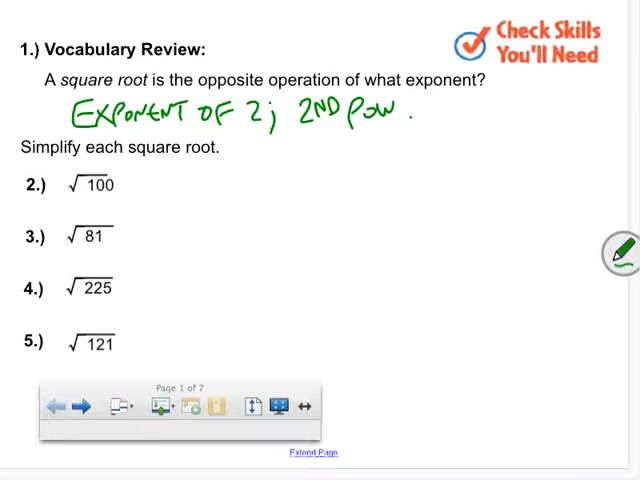 Check Skills
You'll Need
1.) Vocabulary Review:
A square root is the opposite operation of what exponent?
EXPONENT OF 2; 2ND POW
Simplify each square root.
2.) √100
3.) √81
4.) √225
5.) √121
Page 1 of 7
Extend Page